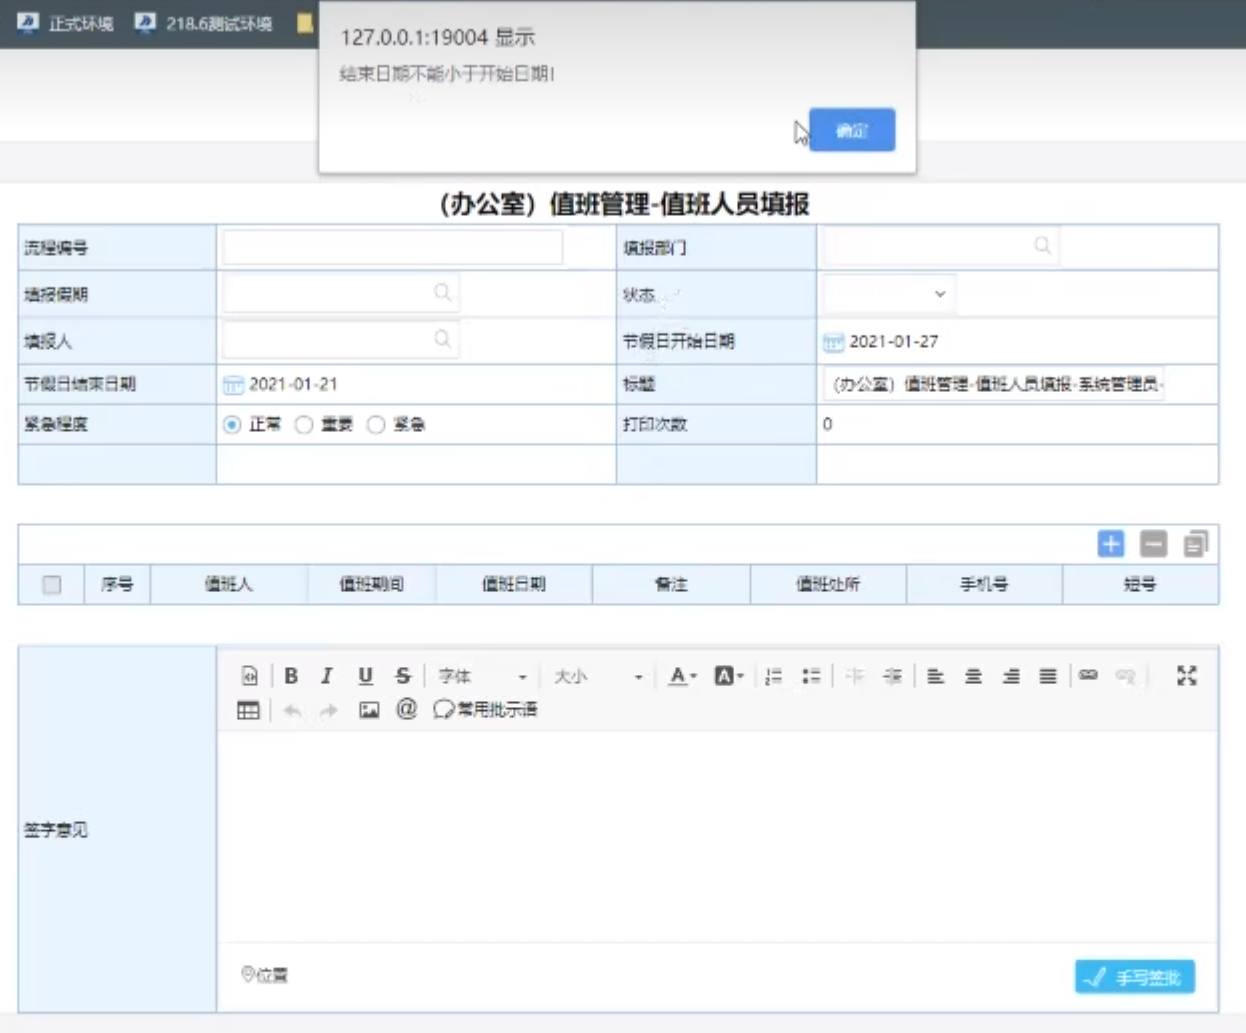 正式环境 218.6测试环境
127.0.0.1:19004 显示
结束日期不能小于开始日期!
确定
(办公室) 值班管理-值班人员填报
流程编号 填报部门
填报假期 状态
填报人 节假日开始日期 2021-01-27
节假日结束日期 2021-01-21 标题 (办公室) 值班管理-值班人员填报-系统管理员-
紧急程度 正常 重要 紧急 打印次数 0
序号 值班人 值班期间 值班日期 备注 值班处所 手机号 短号
B I U S 字体 大小 A A
@ 常用批示语
签字意见
位置 手写签批